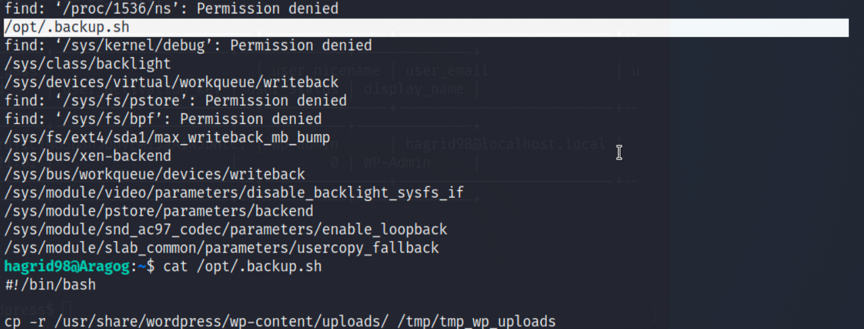 find: ‘/proc/1536/ns’: Permission denied
/opt/.backup.sh
find: ‘/sys/kernel/debug’: Permission denied
/sys/class/backlight
/sys/devices/virtual/workqueue/writeback
find: ‘/sys/fs/pstore’: Permission denied
find: ‘/sys/fs/bpf’: Permission denied
/sys/fs/ext4/sda1/max_writeback_mb_bump
/sys/bus/xen-backend
/sys/bus/workqueue/devices/writeback
/sys/module/video/parameters/disable_backlight_sysfs_if
/sys/module/pstore/parameters/backend
/sys/module/snd_ac97_codec/parameters/enable_loopback
/sys/module/slab_common/parameters/usercopy_fallback
hagrid98@Aragog:~$ cat /opt/.backup.sh
#!/bin/bash
cp -r /usr/share/wordpress/wp-content/uploads/ /tmp/tmp_wp_uploads